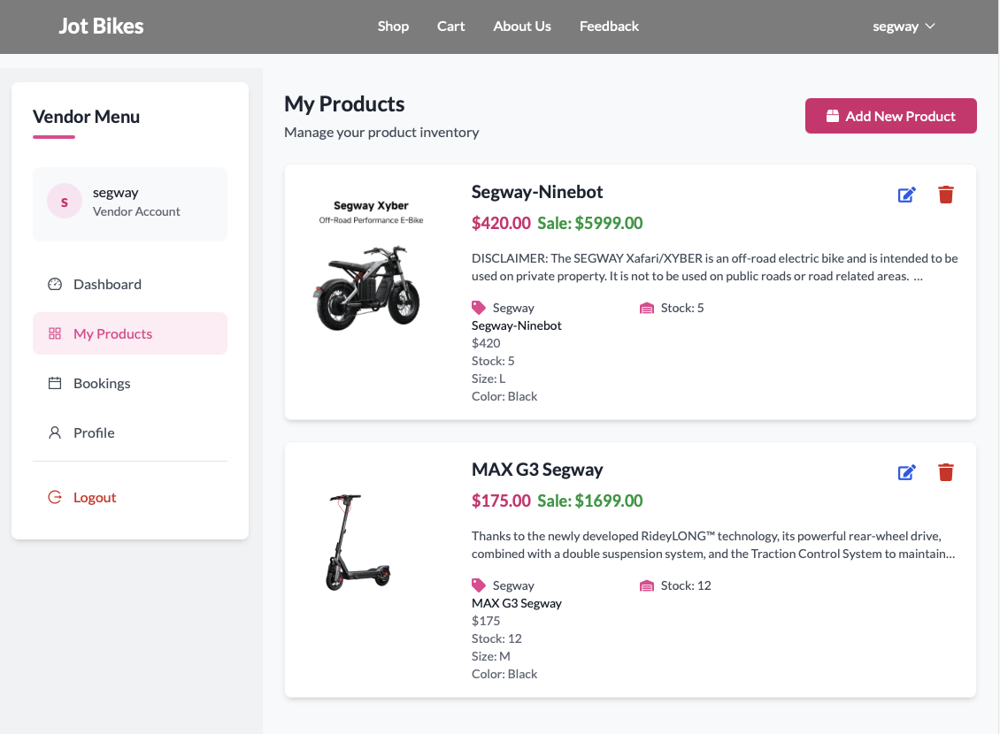 Jot Bikes
Shop
Cart
About Us
Feedback
segway
Vendor Menu
s
segway
Vendor Account
Dashboard
My Products
Bookings
Profile
Logout
My Products
Manage your product inventory
Add New Product
Segway Xyber
Off-Road Performance E-Bike
Segway-Ninebot
$420.00 Sale: $5999.00
DISCLAIMER: The SEGWAY Xafari/XYBER is an off-road electric bike and is intended to be
used on private property. It is not to be used on public roads or road related areas. ...
Segway
Stock: 5
Segway-Ninebot
$420
Stock: 5
Size: L
Color: Black
MAX G3 Segway
$175.00 Sale: $1699.00
Thanks to the newly developed RideyLONG™ technology, its powerful rear-wheel drive,
combined with a double suspension system, and the Traction Control System to maintain...
Segway
Stock: 12
MAX G3 Segway
$175
Stock: 12
Size: M
Color: Black